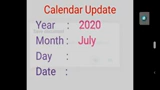 Calendar Update
Year : 2020
Month : July
Day :
Date :